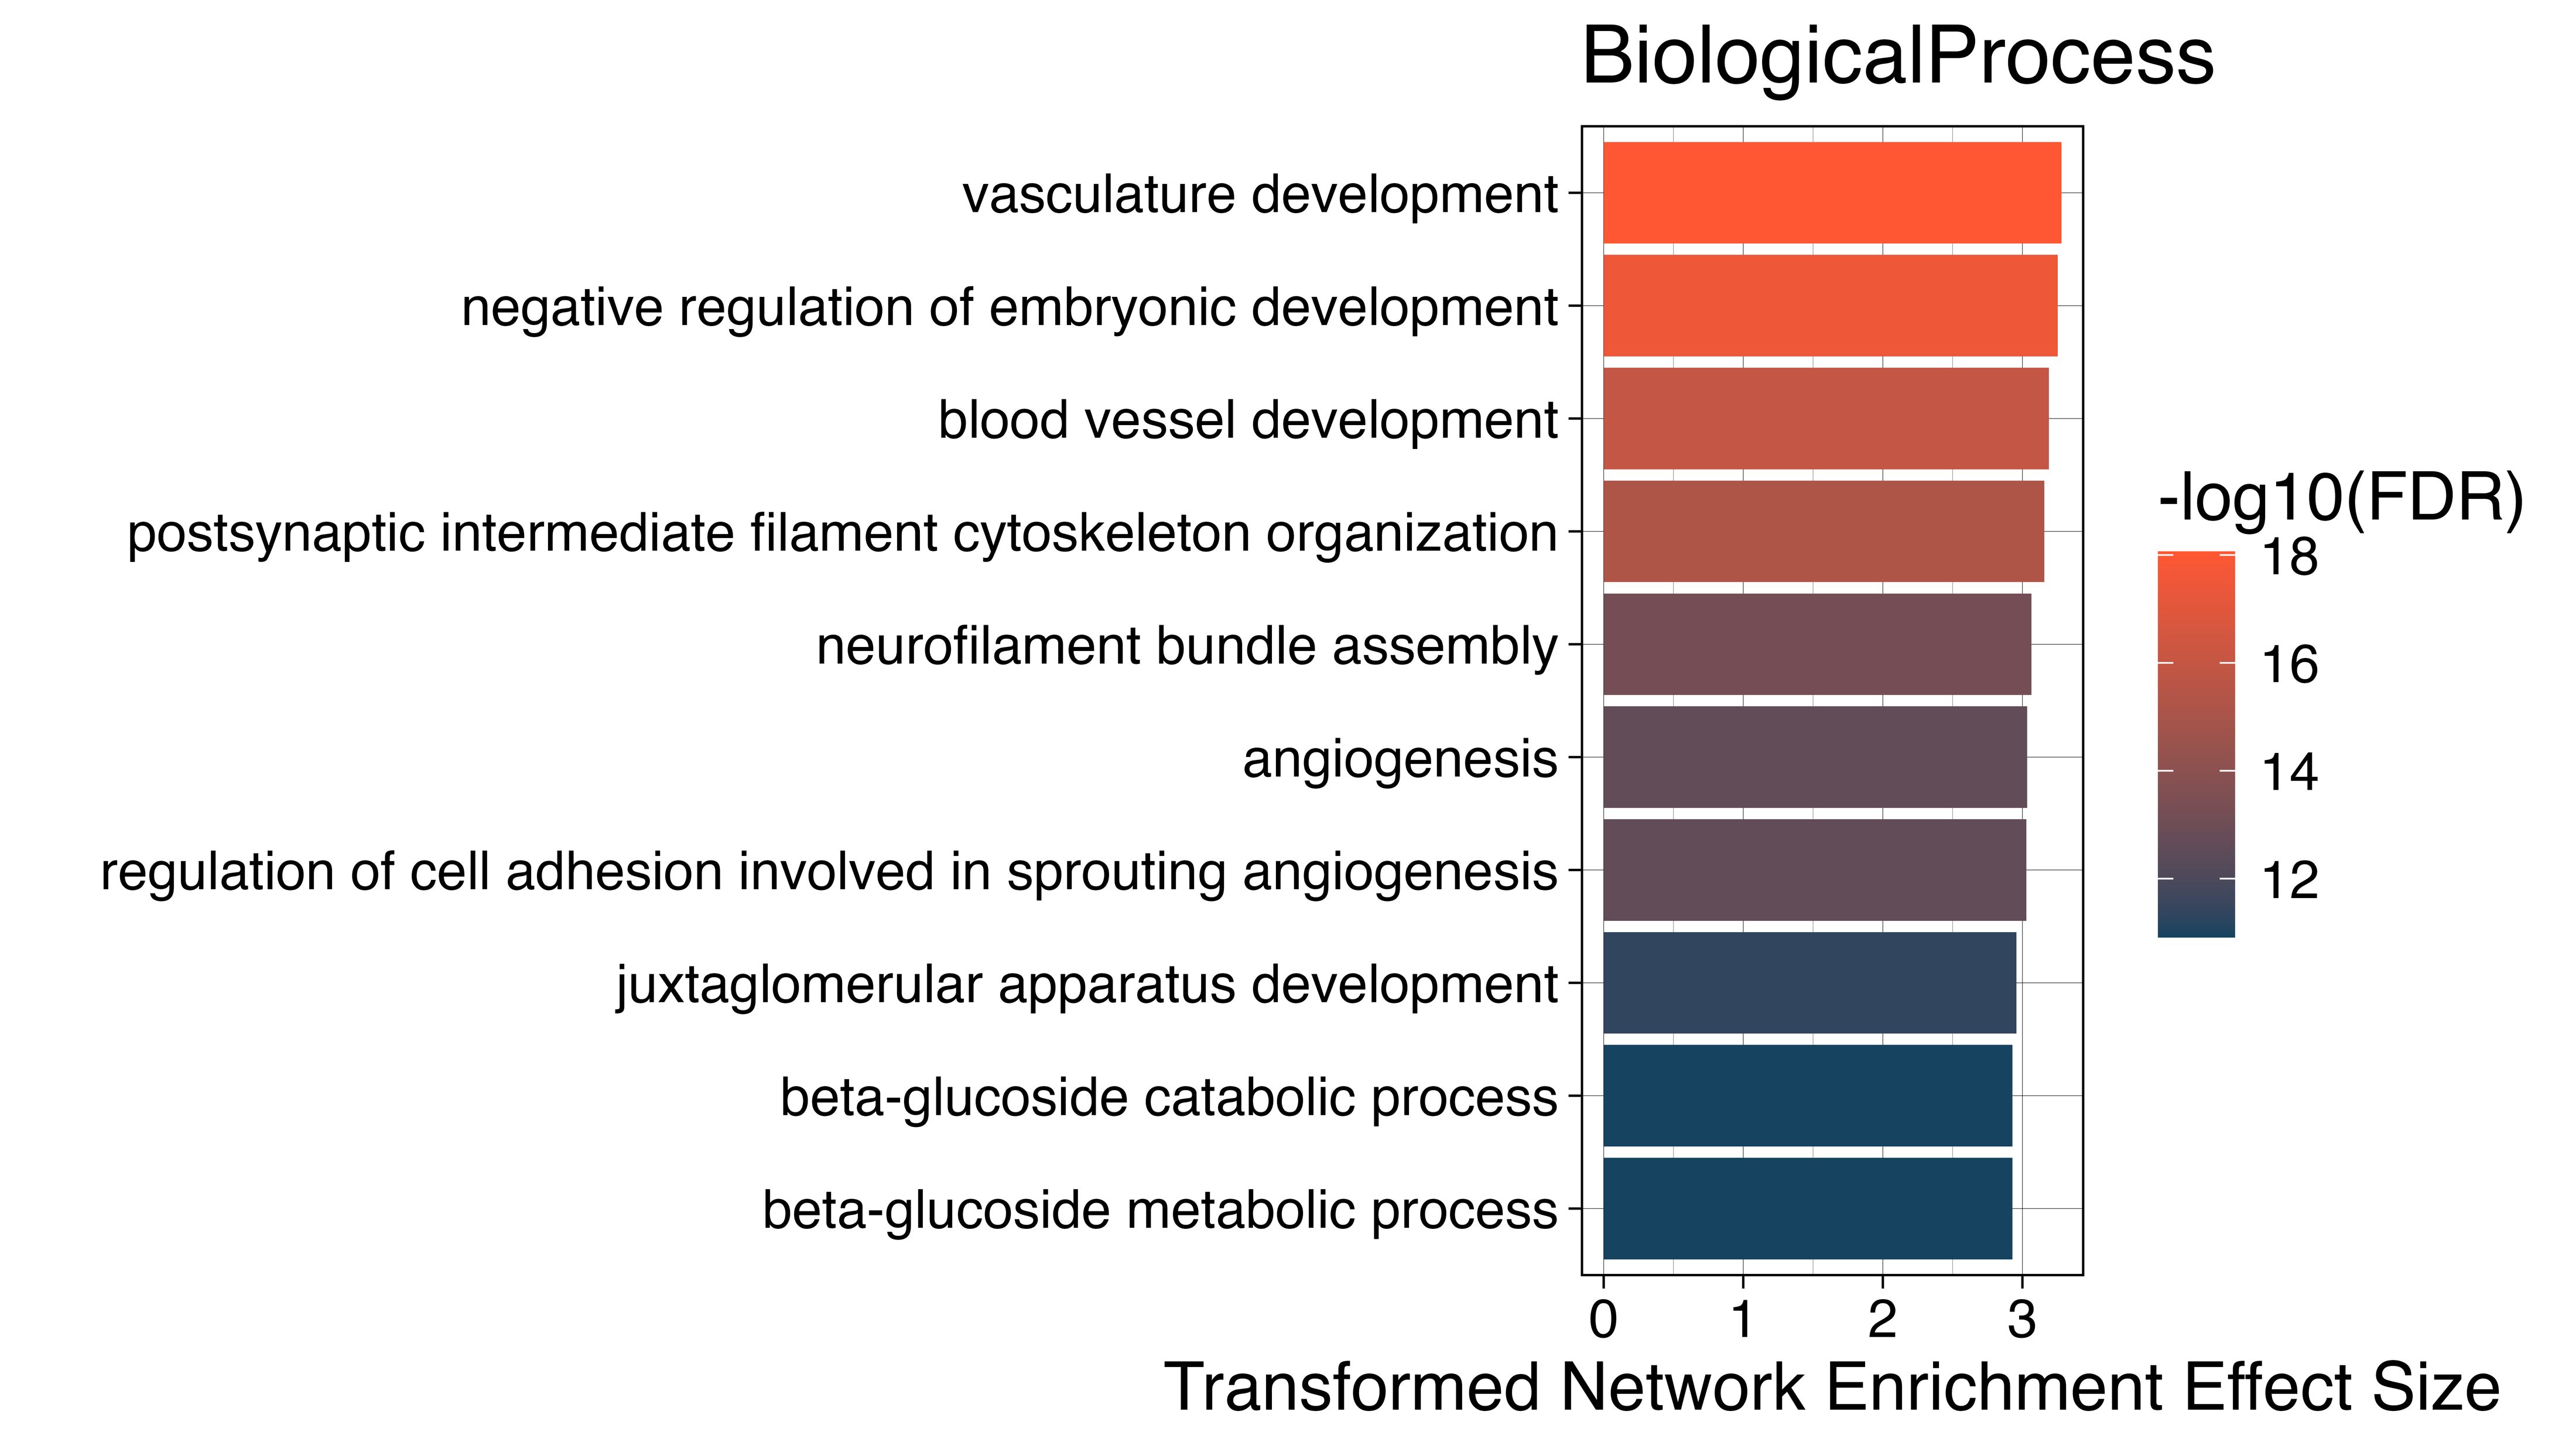 BiologicalProcess
vasculature development
negative regulation of embryonic development
blood vessel development
postsynaptic intermediate filament cytoskeleton organization
neurofilament bundle assembly
angiogenesis
regulation of cell adhesion involved in sprouting angiogenesis
juxtaglomerular apparatus development
beta-glucoside catabolic process
beta-glucoside metabolic process
0 1 2 3
Transformed Network Enrichment Effect Size
-log10(FDR)
18
16
14
12